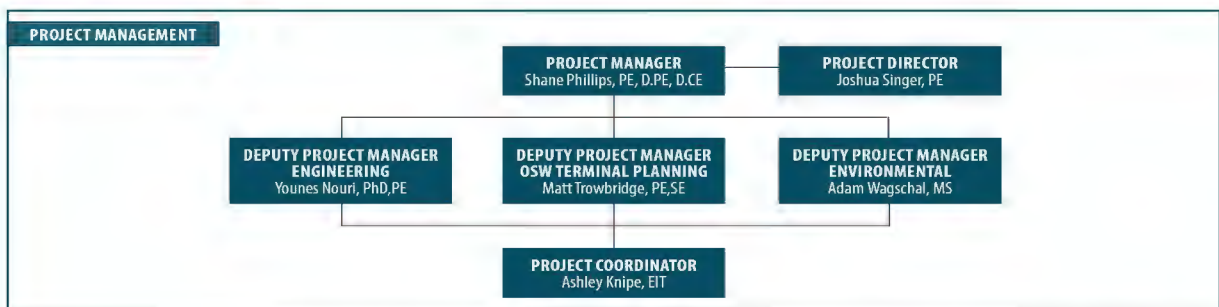 PROJECT MANAGEMENT
PROJECT MANAGER
Shane Phillips, PE, D.PE, D.CE
PROJECT DIRECTOR
Joshua Singer, PE
DEPUTY PROJECT MANAGER
ENGINEERING
Younes Nouri, PhD,PE
DEPUTY PROJECT MANAGER
OSW TERMINAL PLANNING
Matt Trowbridge, PE,SE
DEPUTY PROJECT MANAGER
ENVIRONMENTAL
Adam Wagschal, MS
PROJECT COORDINATOR
Ashley Knipe, EIT